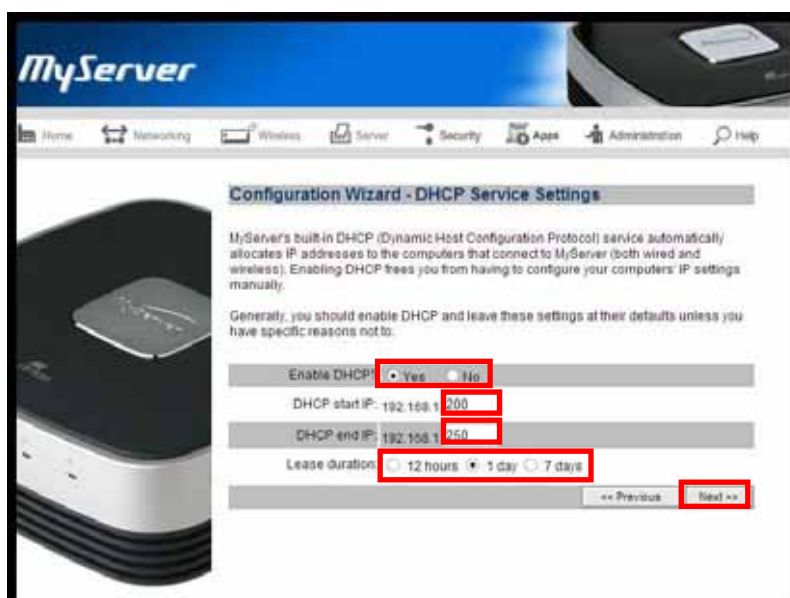 MyServer
Home Networking Wireless Server Security Apps Administration Help
Configuration Wizard - DHCP Service Settings
MyServer's built-in DHCP (Dynamic Host Configuration Protocol) service automatically
allocates IP addresses to the computers that connect to MyServer (both wired and
wireless). Enabling DHCP frees you from having to configure your computers' IP settings
manually.
Generally, you should enable DHCP and leave these settings at their defaults unless you
have specific reasons not to.
Enable DHCP? Yes No
DHCP start IP: 192.168.1.200
DHCP end IP: 192.168.1.250
Lease duration: 12 hours 1 day 7 days
<< Previous Next >>